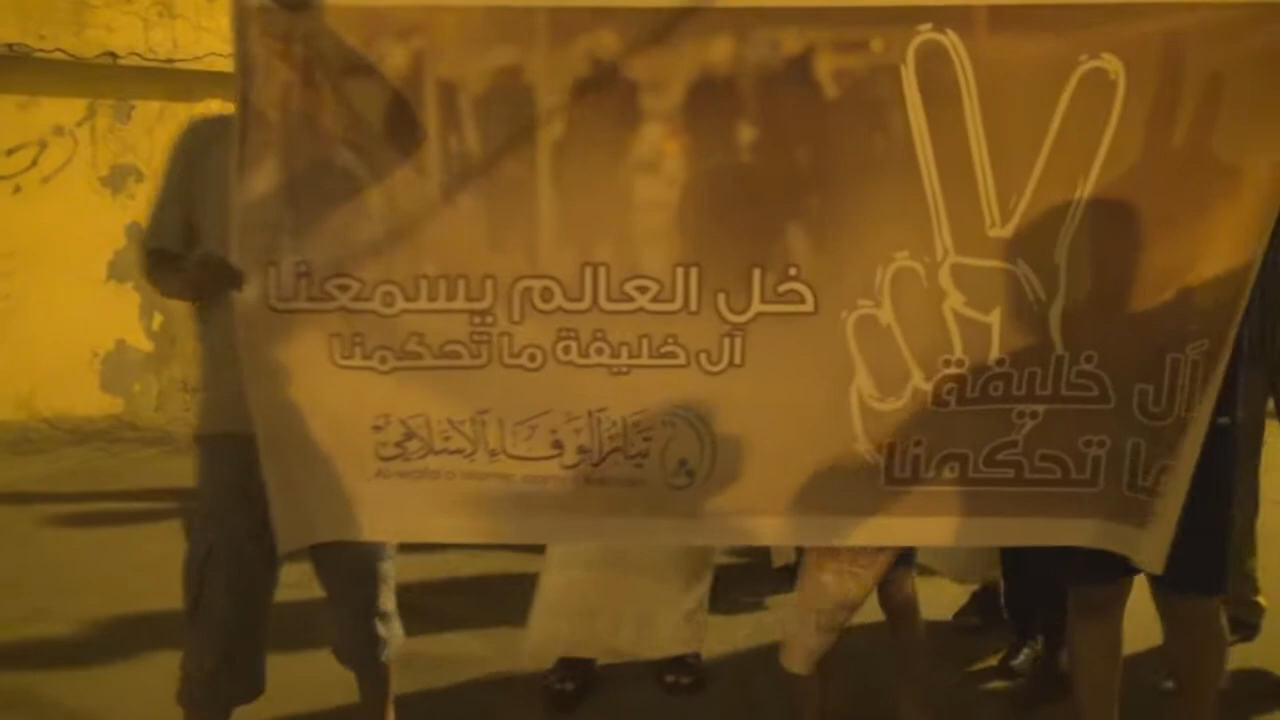 خل العالم يسمعنا
آل خليفة ما تحكمنا
تيار الوفاء الإسلامي
آل خليفة
ما تحكمنا